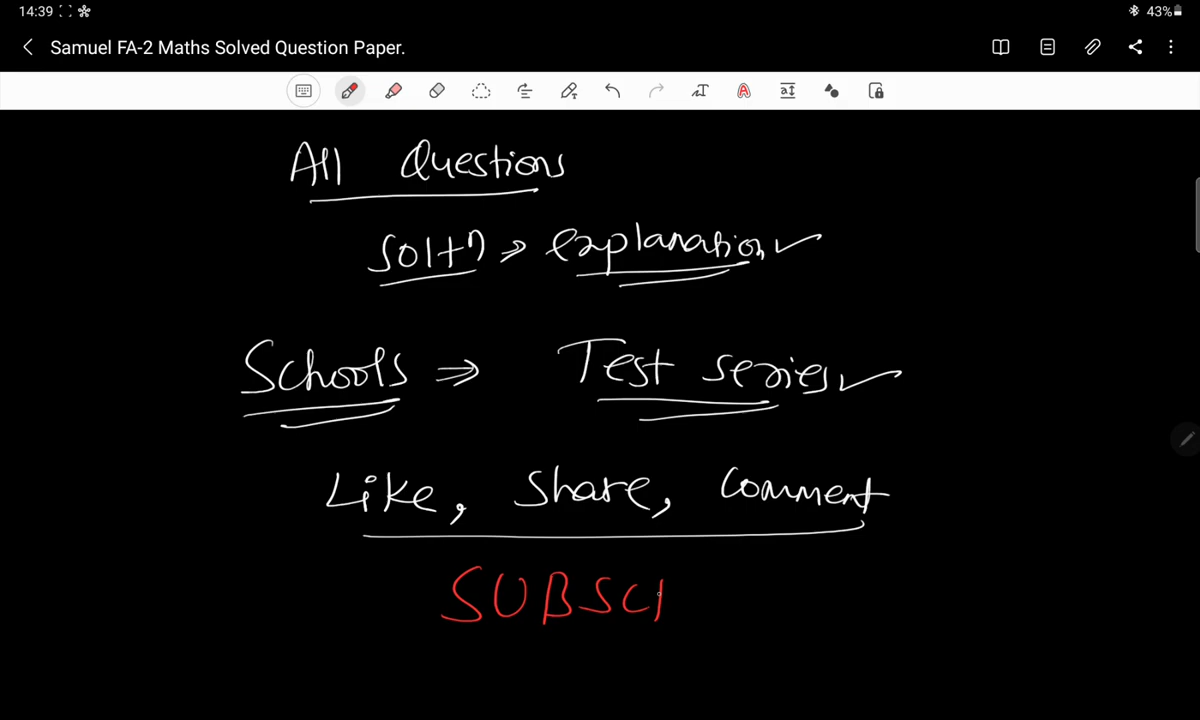 14:39 43%
Samuel FA-2 Maths Solved Question Paper.
All Questions
Soltn => explanation ✓
Schools => Test series ✓
Like, Share, Comment
SUBSCI